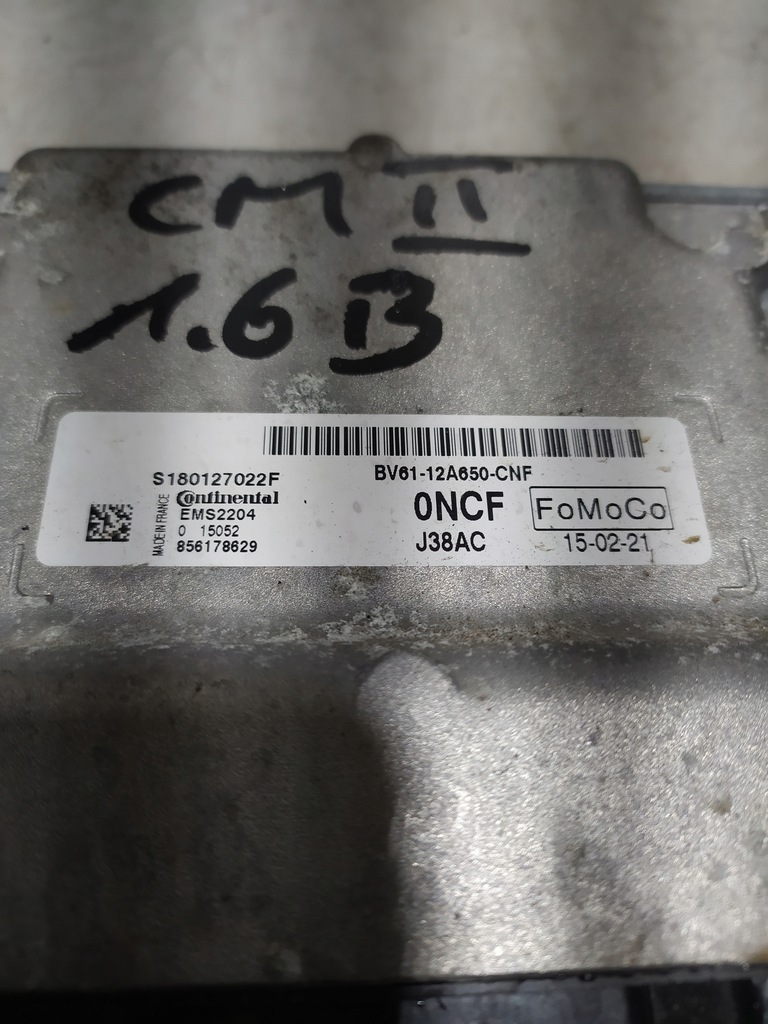 CM II
1.6 B
S180127022F
BV61-12A650-CNF
MADE IN FRANCE
Continental
EMS2204
0 15052
856178629
0NCF
FoMoCo
J38AC
15-02-21